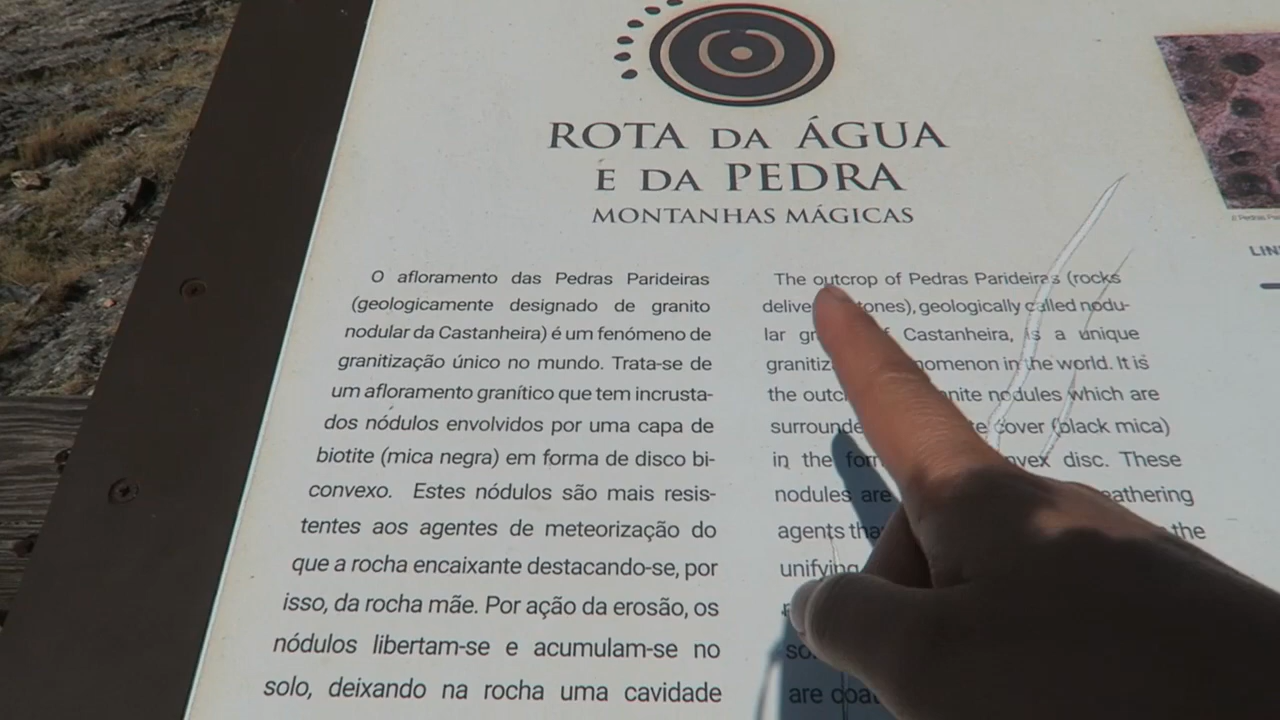 ROTA DA ÁGUA
E DA PEDRA
MONTANHAS MÁGICAS
O afloramento das Pedras Parideiras
(geologicamente designado de granito
nodular da Castanheira) é um fenómeno de
granitização único no mundo. Trata-se de
um afloramento granítico que tem incrusta-
dos nódulos envolvidos por uma capa de
biotite (mica negra) em forma de disco bi-
convexo. Estes nódulos são mais resis-
tentes aos agentes de meteorização do
que a rocha encaixante destacando-se, por
isso, da rocha mãe. Por ação da erosão, os
nódulos libertam-se e acumulam-se no
solo, deixando na rocha uma cavidade
The outcrop of Pedras Parideiras (rocks
geologically called nodu-
lar Castanheira, is a unique
in the world. It is
the nodules which are
cover (black mica)
in the disc. These
nodules are
agents the
unifying
are